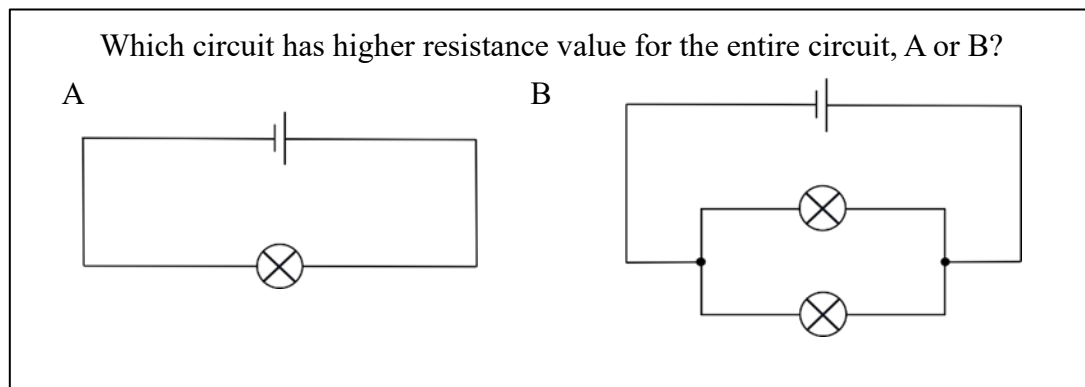 Which circuit has higher resistance value for the entire circuit, A or B?
A
B